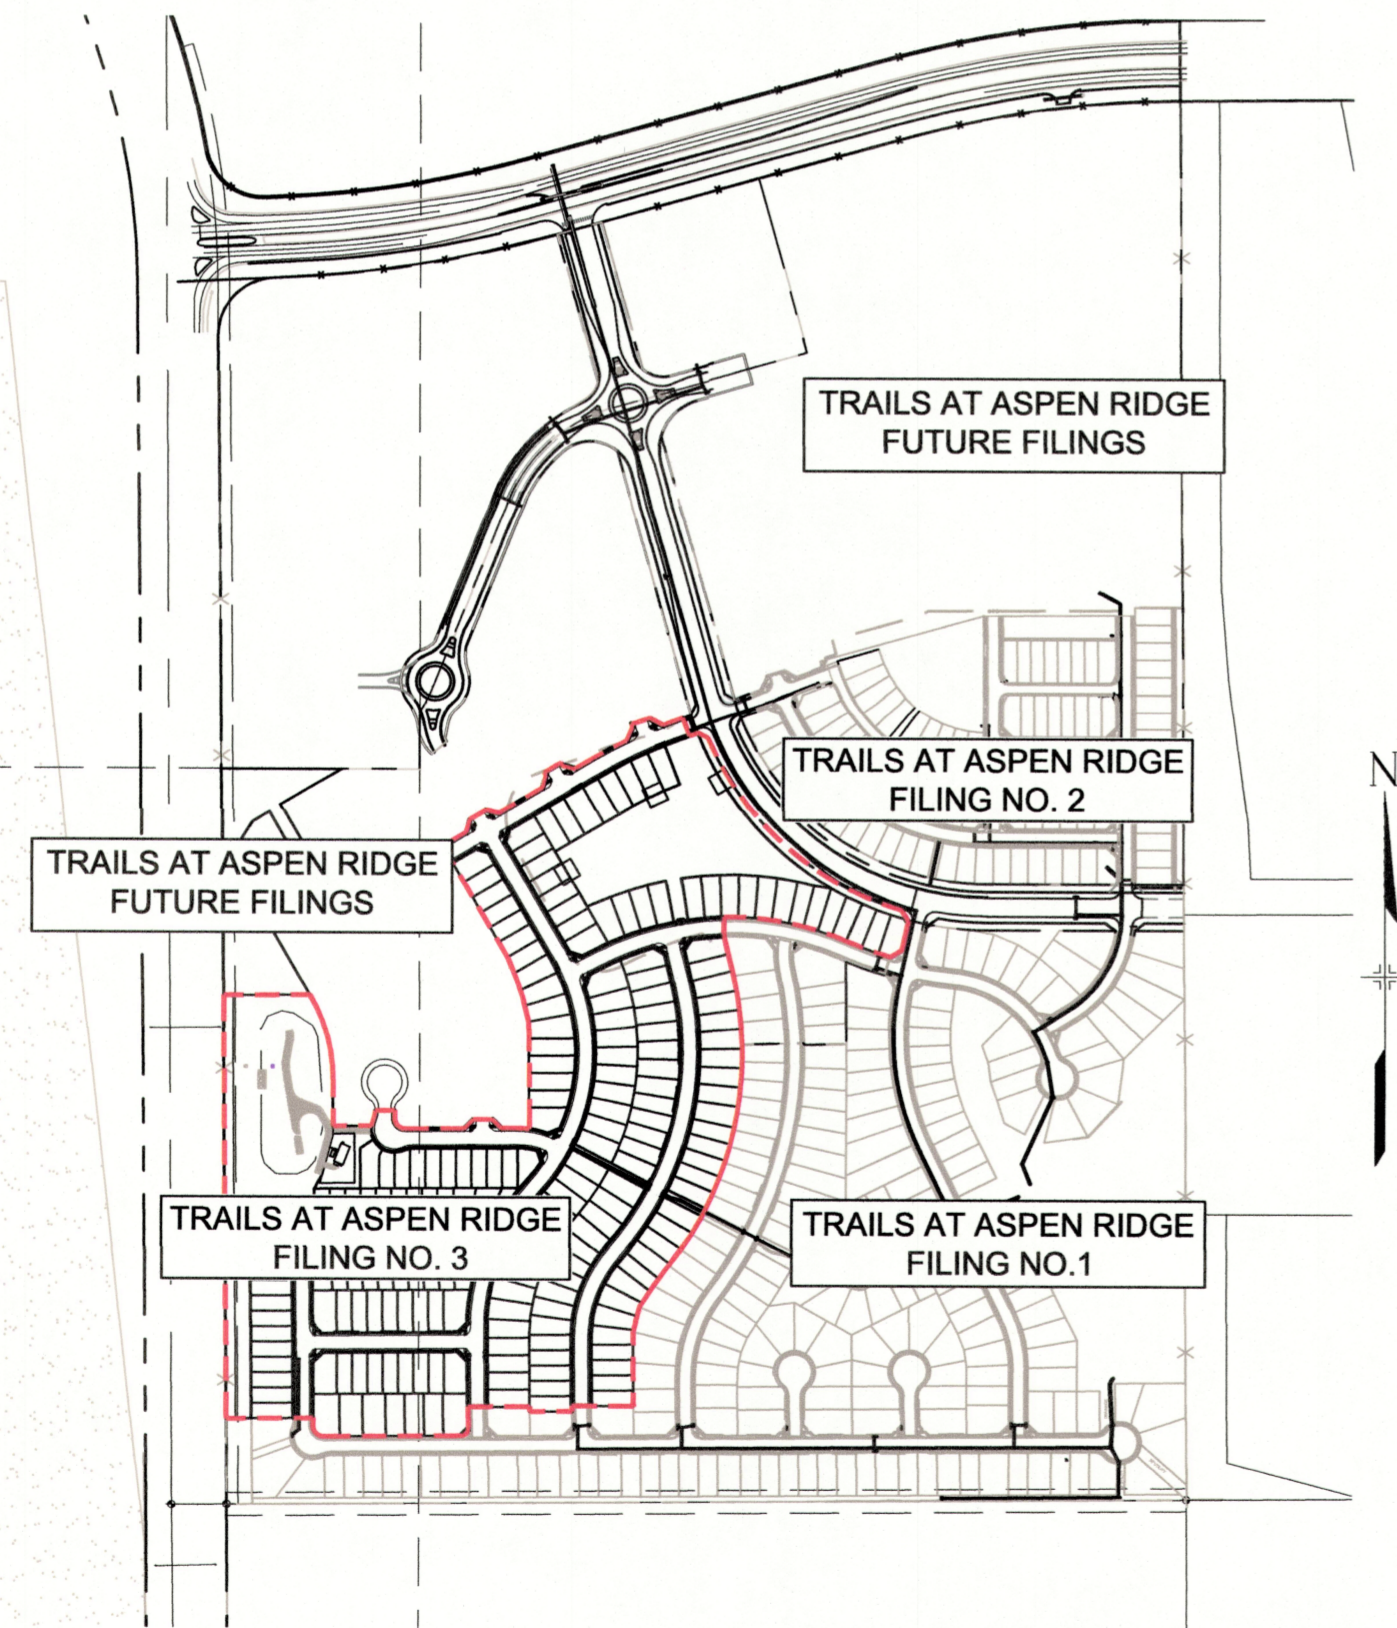 TRAILS AT ASPEN RIDGE
FUTURE FILINGS
TRAILS AT ASPEN RIDGE
FILING NO. 2
N
TRAILS AT ASPEN RIDGE
FUTURE FILINGS
TRAILS AT ASPEN RIDGE
FILING NO. 3
TRAILS AT ASPEN RIDGE
FILING NO.1